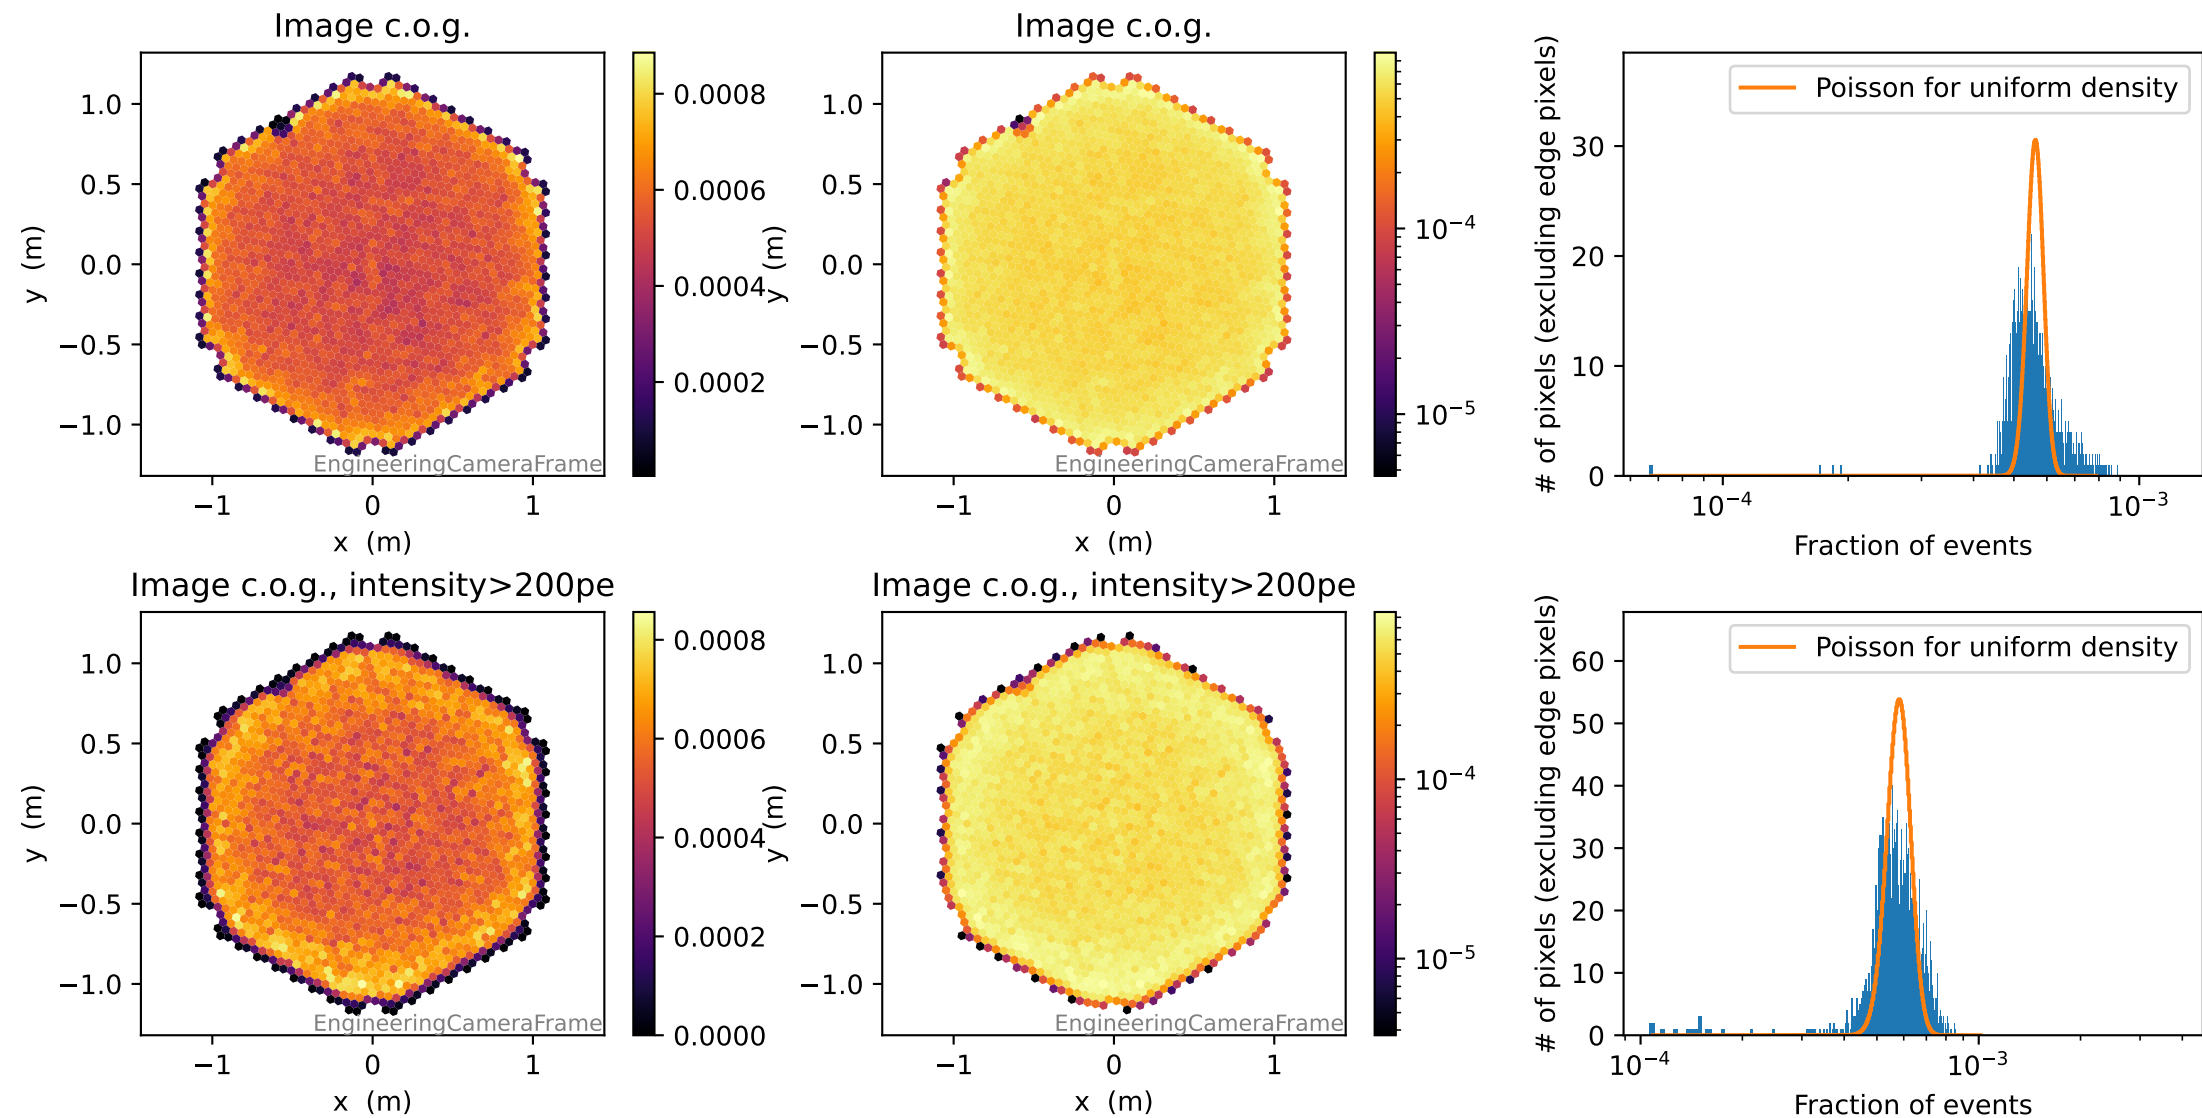 Image c.o.g.
1.0
0.5
0.0
−0.5
−1.0
y (m)
−1
0
1
x (m)
EngineeringCameraFrame
0.0008
0.0006
0.0004
0.0002
Image c.o.g.
1.0
0.5
0.0
−0.5
−1.0
y (m)
−1
0
1
x (m)
EngineeringCameraFrame
10⁻⁴
10⁻⁵
# of pixels (excluding edge pixels)
30
20
10
0
Poisson for uniform density
10⁻⁴
10⁻³
Fraction of events
Image c.o.g., intensity>200pe
1.0
0.5
0.0
−0.5
−1.0
y (m)
−1
0
1
x (m)
EngineeringCameraFrame
0.0008
0.0006
0.0004
0.0002
0.0000
Image c.o.g., intensity>200pe
1.0
0.5
0.0
−0.5
−1.0
y (m)
−1
0
1
x (m)
EngineeringCameraFrame
10⁻⁴
10⁻⁵
# of pixels (excluding edge pixels)
60
50
40
30
20
10
0
Poisson for uniform density
10⁻⁴
10⁻³
Fraction of events